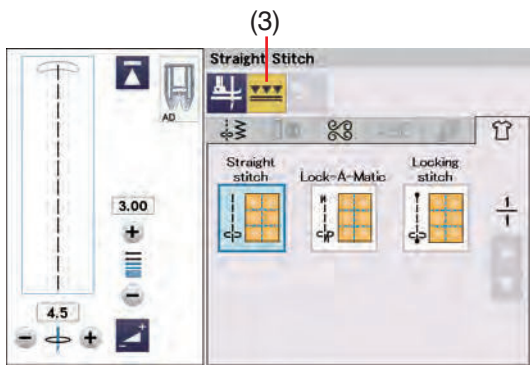 (3)
Straight Stitch
AD
3.00
4.5
Straight
stitch
Lock-A-Matic
Locking
stitch
1
1